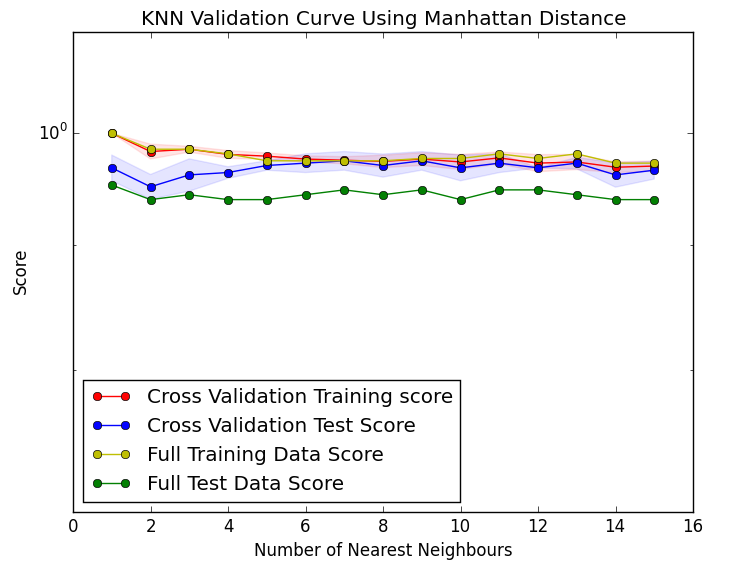 KNN Validation Curve Using Manhattan Distance
10^0
Score
Cross Validation Training score
Cross Validation Test Score
Full Training Data Score
Full Test Data Score
0 2 4 6 8 10 12 14 16
Number of Nearest Neighbours